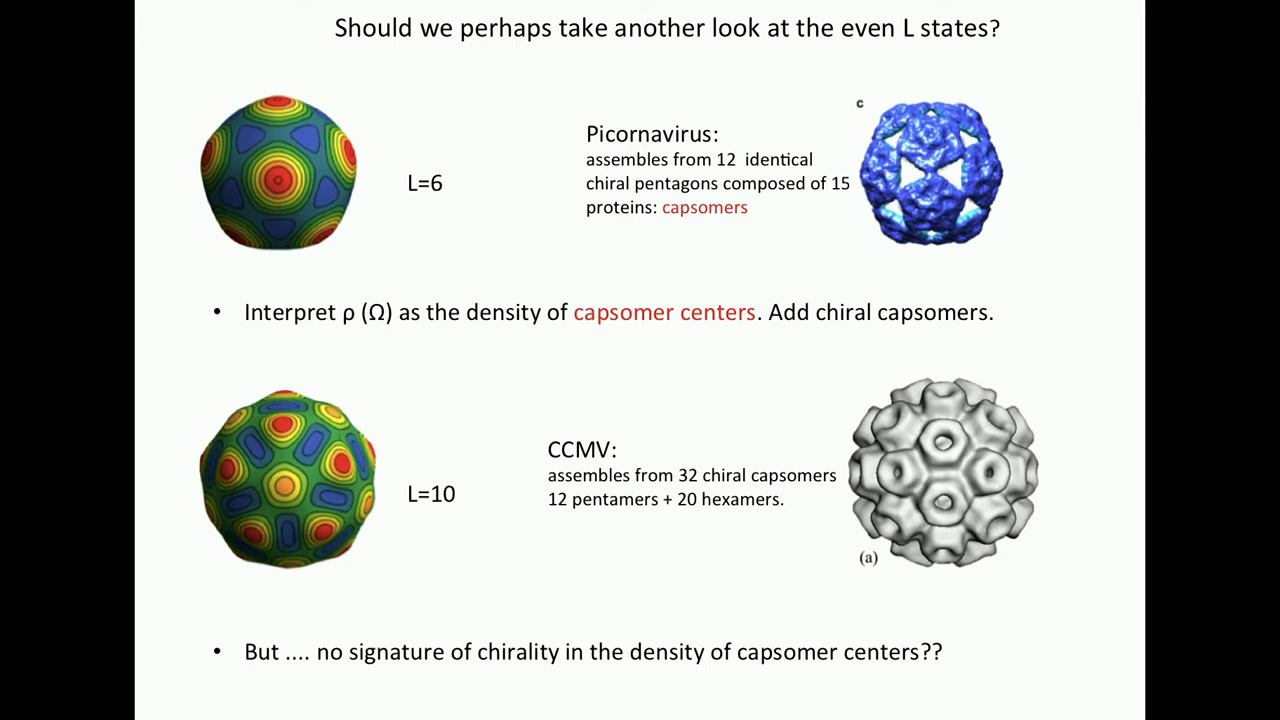 Should we perhaps take another look at the even L states?
c
Picornavirus:
assembles from 12 identical
chiral pentagons composed of 15
proteins: capsomers
L=6
• Interpret ρ (Ω) as the density of capsomer centers. Add chiral capsomers.
CCMV:
assembles from 32 chiral capsomers
12 pentamers + 20 hexamers.
L=10
(a)
• But .... no signature of chirality in the density of capsomer centers??